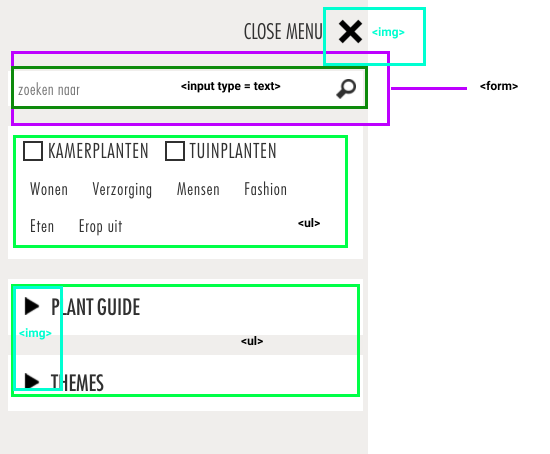 CLOSE MENU <img>
zoeken naar <input type = text> <form>
KAMERPLANTEN TUINPLANTEN
Wonen Verzorging Mensen Fashion
Eten Erop uit <ul>
PLANT GUIDE
<img> <ul>
THEMES